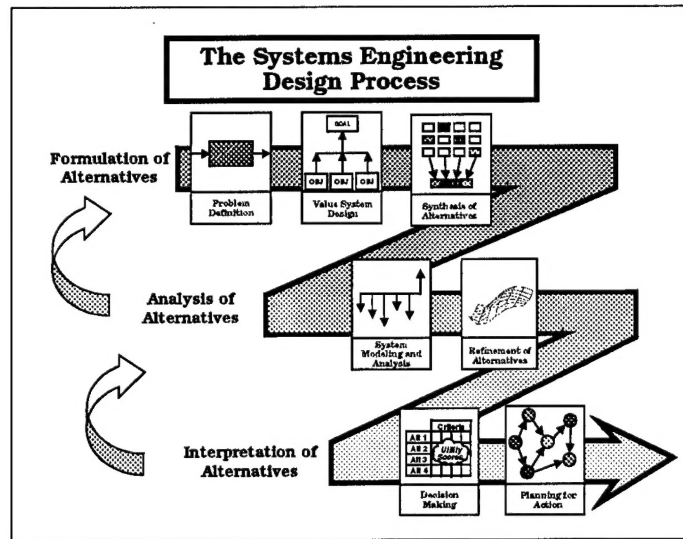 The Systems Engineering
Design Process
Formulation of
Alternatives
GOAL
OBJ OBJ OBJ
Problem
Definition
Value System
Design
Synthesis of
Alternatives
Analysis of
Alternatives
System
Modeling and
Analysis
Refinement of
Alternatives
Interpretation of
Alternatives
Criteria
Alt 1
Alt 2
Alt 3
Alt 4
Utility
Scores
Decision
Making
Planning for
Action